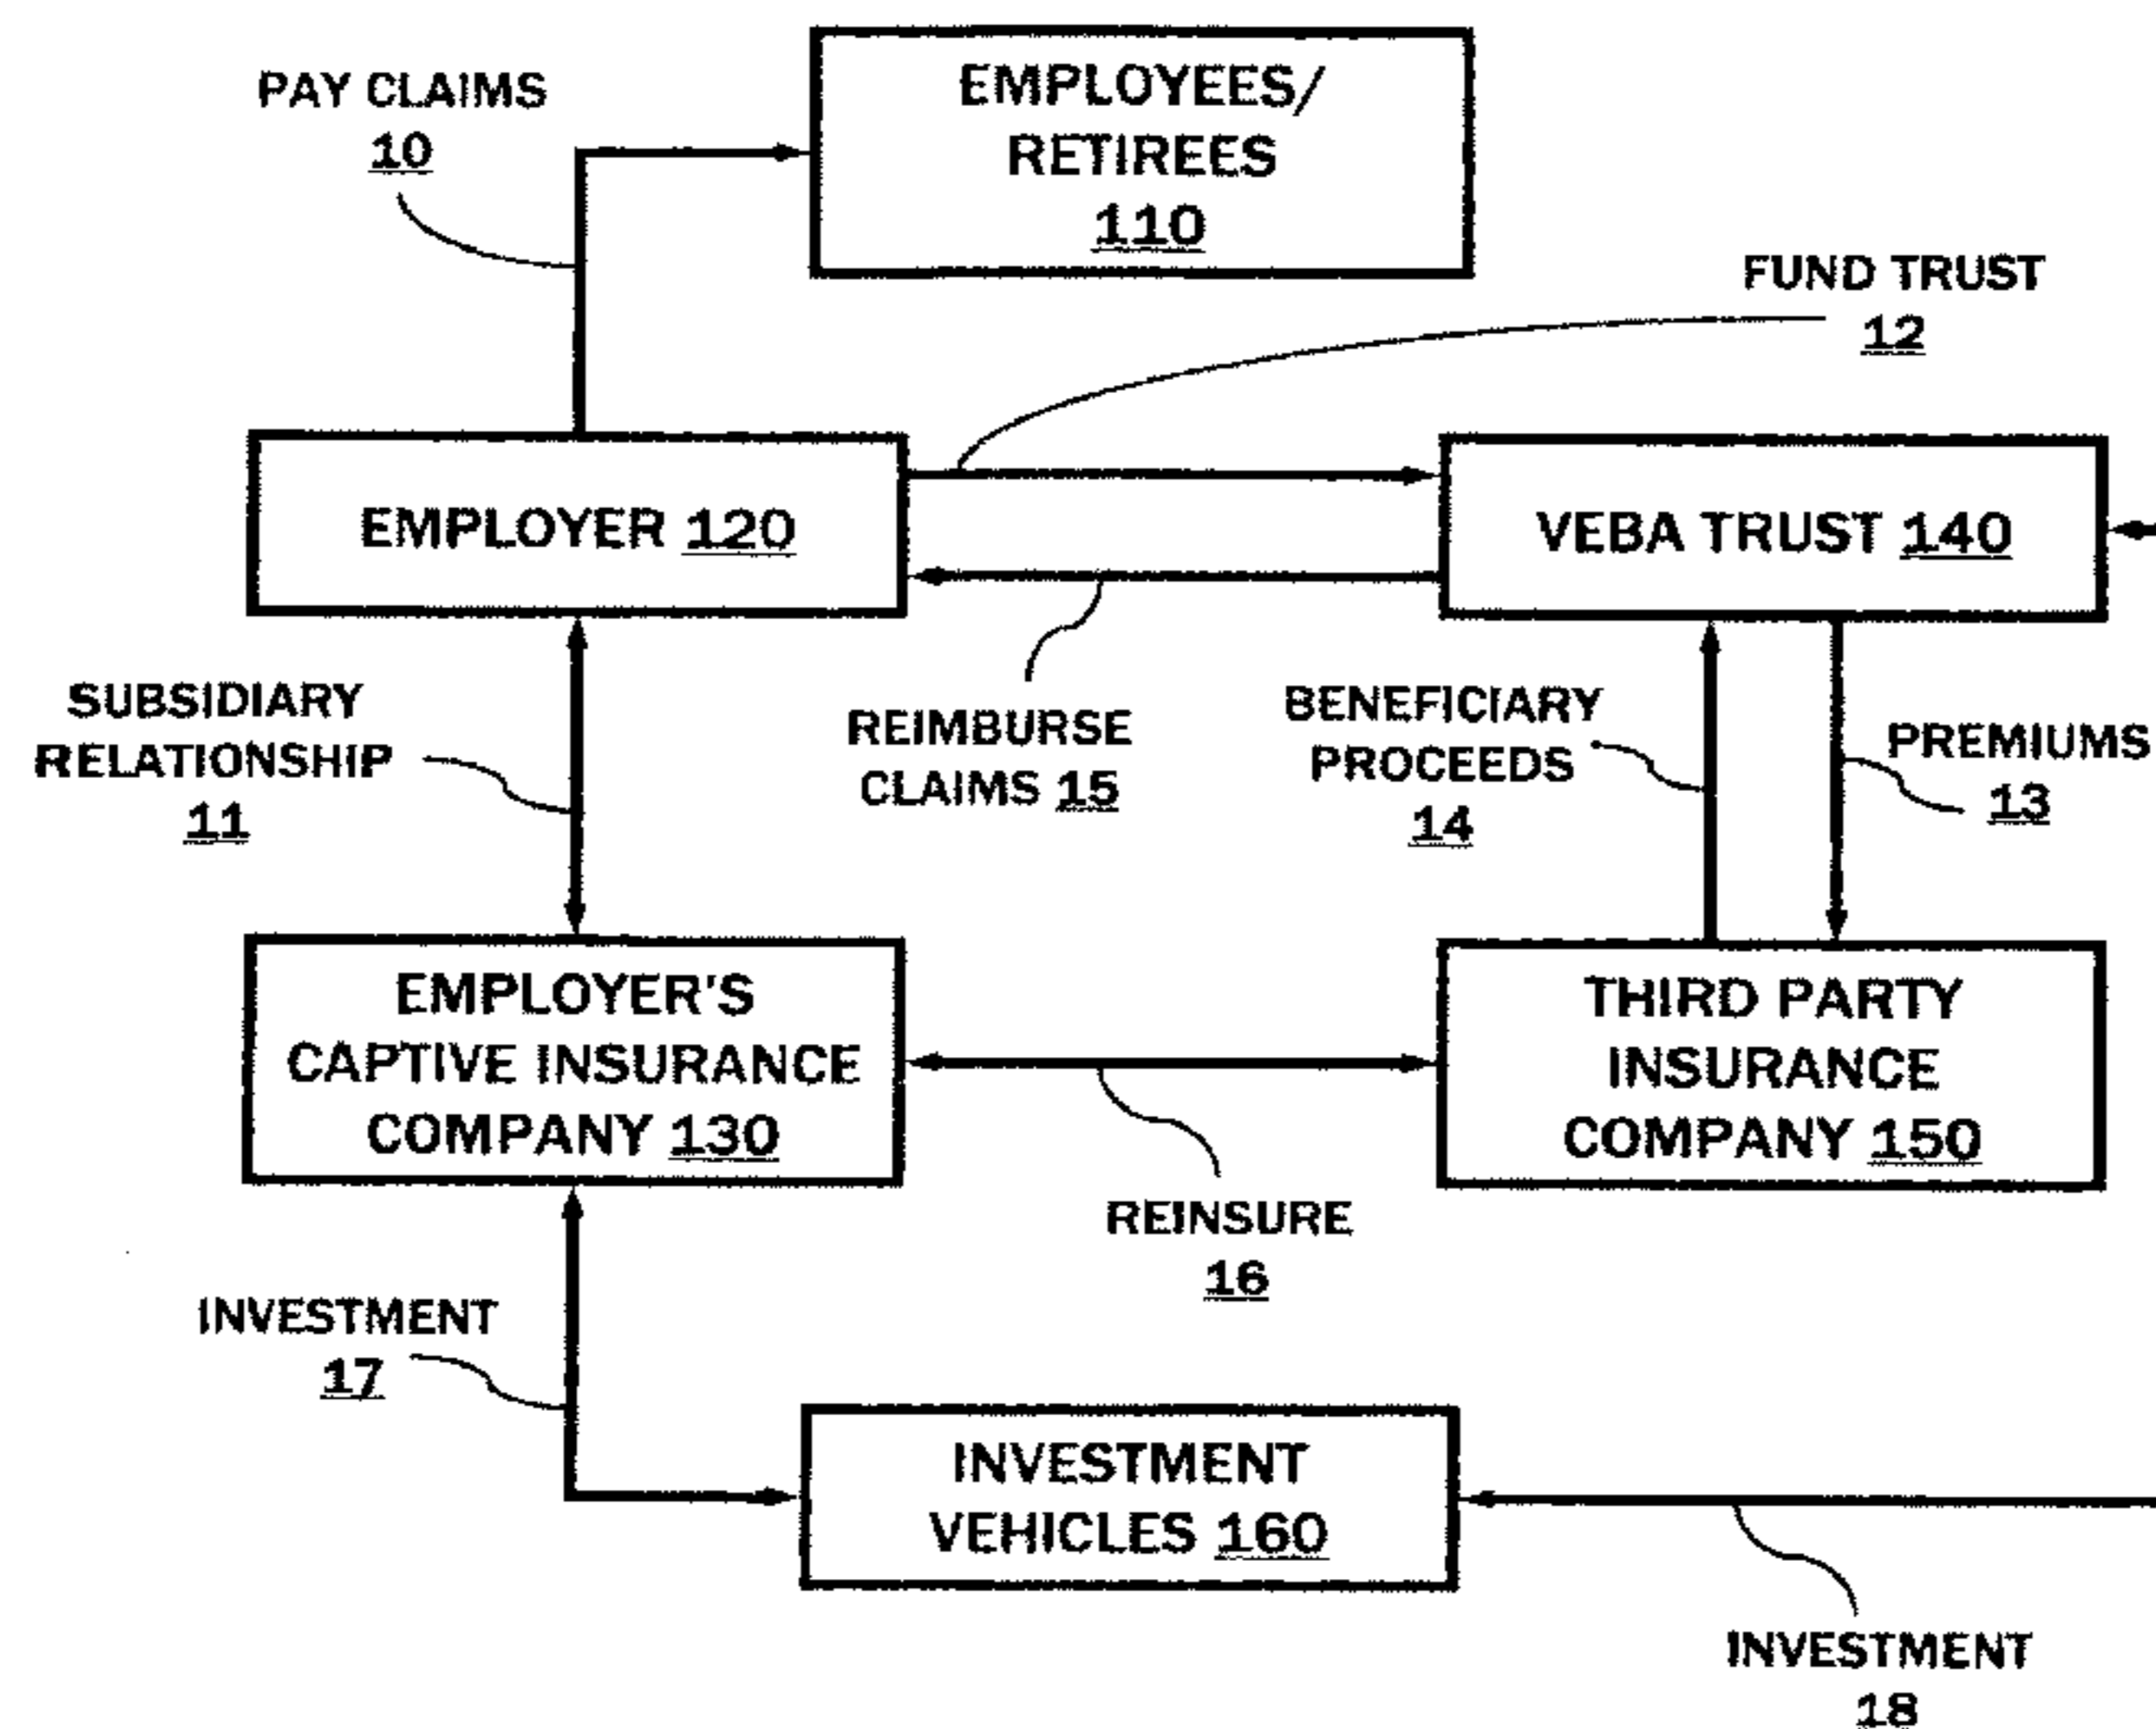 PAY CLAIMS
10
EMPLOYEES/
RETIREES
110
FUND TRUST
12
EMPLOYER 120
VEBA TRUST 140
SUBSIDIARY
RELATIONSHIP
11
REIMBURSE
CLAIMS 15
BENEFICIARY
PROCEEDS
14
PREMIUMS
13
EMPLOYER'S
CAPTIVE INSURANCE
COMPANY 130
THIRD PARTY
INSURANCE
COMPANY 150
REINSURE
16
INVESTMENT
17
INVESTMENT
VEHICLES 160
INVESTMENT
18